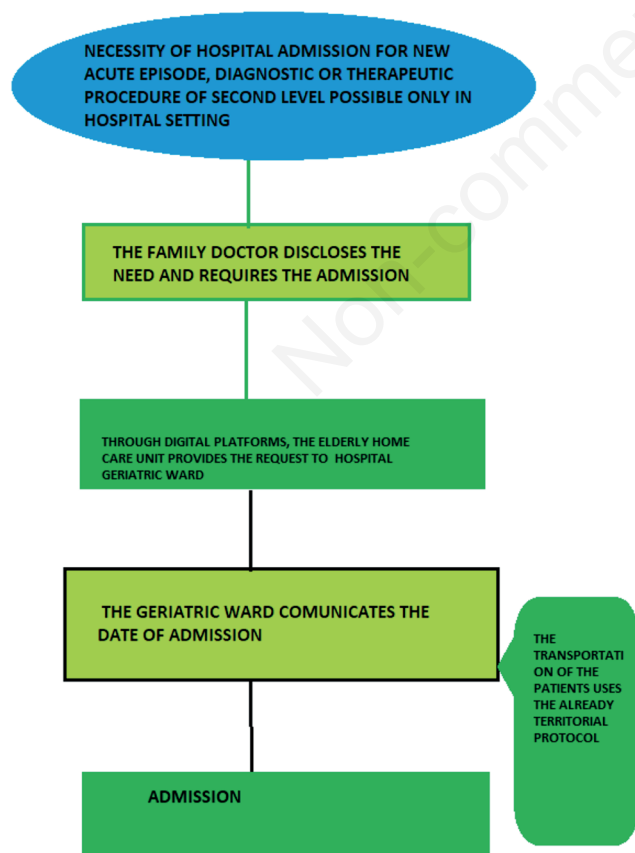 NECESSITY OF HOSPITAL ADMISSION FOR NEW
ACUTE EPISODE, DIAGNOSTIC OR THERAPEUTIC
PROCEDURE OF SECOND LEVEL POSSIBLE ONLY IN
HOSPITAL SETTING
THE FAMILY DOCTOR DISCLOSES THE
NEED AND REQUIRES THE ADMISSION
THROUGH DIGITAL PLATFORMS, THE ELDERLY HOME
CARE UNIT PROVIDES THE REQUEST TO HOSPITAL
GERIATRIC WARD
THE GERIATRIC WARD COMUNICATES THE
DATE OF ADMISSION
THE
TRANSPORTATI
ON OF THE
PATIENTS USES
THE ALREADY
TERRITORIAL
PROTOCOL
ADMISSION